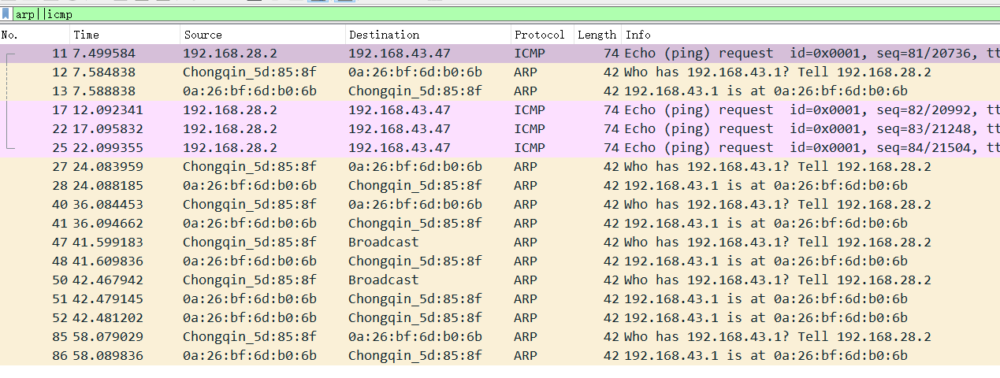 arp||icmp
No. Time Source Destination Protocol Length Info
11 7.499584 192.168.28.2 192.168.43.47 ICMP 74 Echo (ping) request id=0x0001, seq=81/20736, tt
12 7.584838 Chongqin_5d:85:8f 0a:26:bf:6d:b0:6b ARP 42 Who has 192.168.43.1? Tell 192.168.28.2
13 7.588838 0a:26:bf:6d:b0:6b Chongqin_5d:85:8f ARP 42 192.168.43.1 is at 0a:26:bf:6d:b0:6b
17 12.092341 192.168.28.2 192.168.43.47 ICMP 74 Echo (ping) request id=0x0001, seq=82/20992, tt
22 17.095832 192.168.28.2 192.168.43.47 ICMP 74 Echo (ping) request id=0x0001, seq=83/21248, tt
25 22.099355 192.168.28.2 192.168.43.47 ICMP 74 Echo (ping) request id=0x0001, seq=84/21504, tt
27 24.083959 Chongqin_5d:85:8f 0a:26:bf:6d:b0:6b ARP 42 Who has 192.168.43.1? Tell 192.168.28.2
28 24.088185 0a:26:bf:6d:b0:6b Chongqin_5d:85:8f ARP 42 192.168.43.1 is at 0a:26:bf:6d:b0:6b
40 36.084453 Chongqin_5d:85:8f 0a:26:bf:6d:b0:6b ARP 42 Who has 192.168.43.1? Tell 192.168.28.2
41 36.094662 0a:26:bf:6d:b0:6b Chongqin_5d:85:8f ARP 42 192.168.43.1 is at 0a:26:bf:6d:b0:6b
47 41.599183 Chongqin_5d:85:8f Broadcast ARP 42 Who has 192.168.43.1? Tell 192.168.28.2
48 41.609836 0a:26:bf:6d:b0:6b Chongqin_5d:85:8f ARP 42 192.168.43.1 is at 0a:26:bf:6d:b0:6b
50 42.467942 Chongqin_5d:85:8f Broadcast ARP 42 Who has 192.168.43.1? Tell 192.168.28.2
51 42.479145 0a:26:bf:6d:b0:6b Chongqin_5d:85:8f ARP 42 192.168.43.1 is at 0a:26:bf:6d:b0:6b
52 42.481202 0a:26:bf:6d:b0:6b Chongqin_5d:85:8f ARP 42 192.168.43.1 is at 0a:26:bf:6d:b0:6b
85 58.079029 Chongqin_5d:85:8f 0a:26:bf:6d:b0:6b ARP 42 Who has 192.168.43.1? Tell 192.168.28.2
86 58.089836 0a:26:bf:6d:b0:6b Chongqin_5d:85:8f ARP 42 192.168.43.1 is at 0a:26:bf:6d:b0:6b